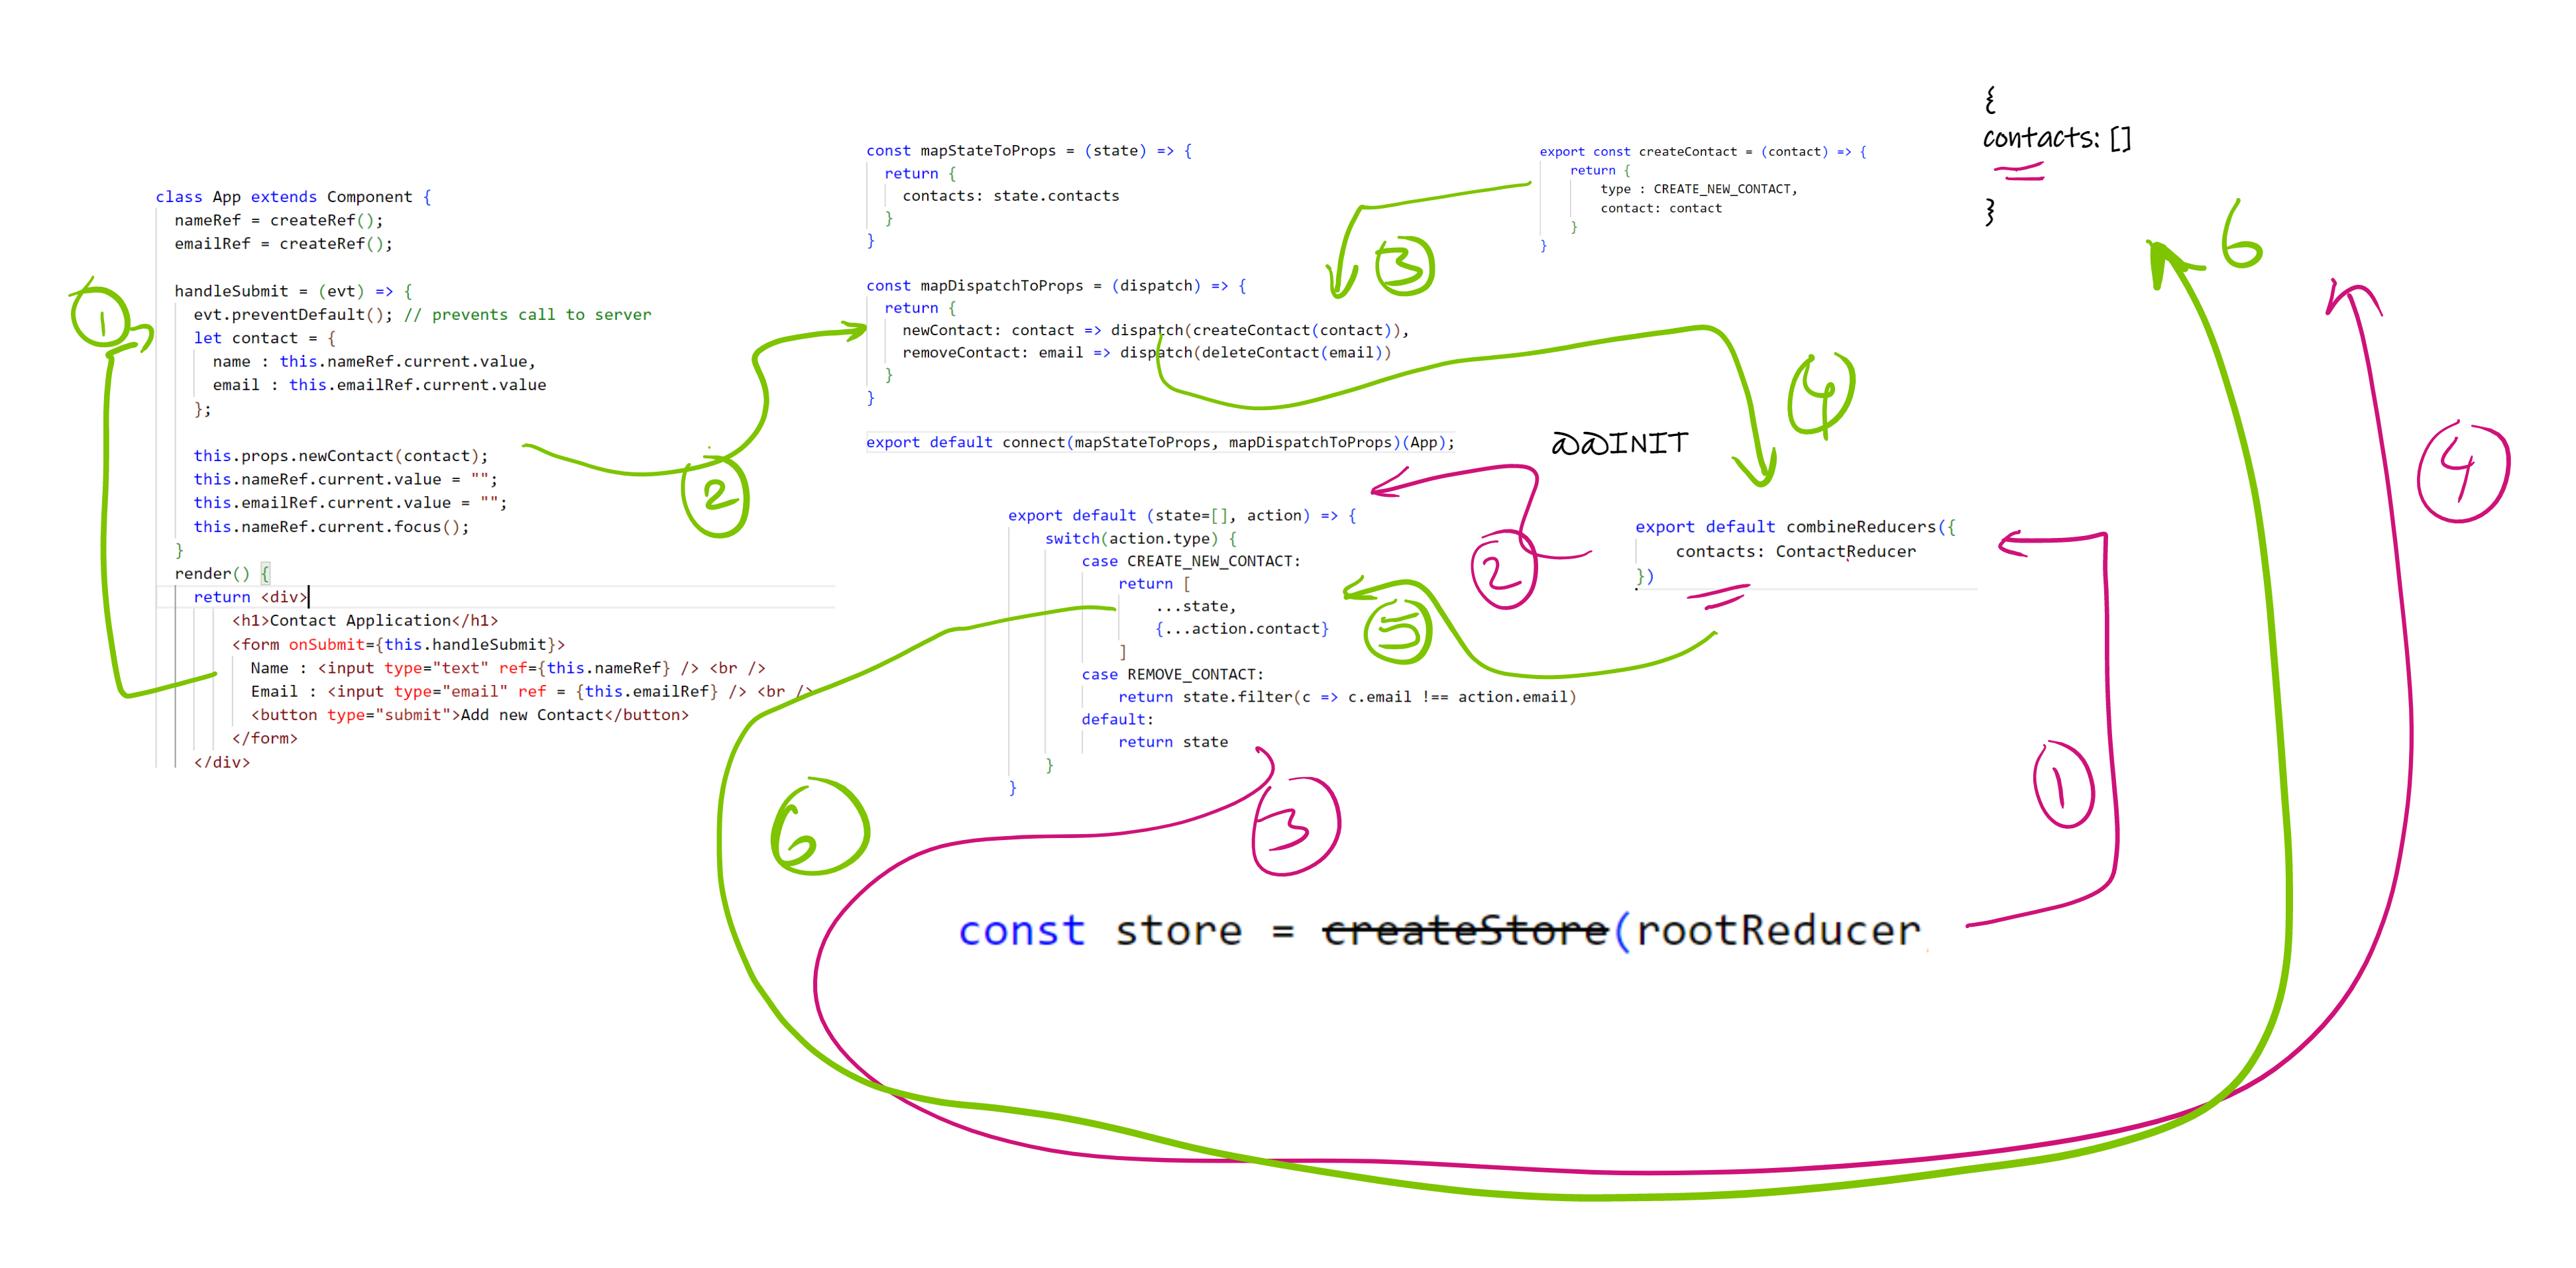 class App extends Component {
nameRef = createRef();
emailRef = createRef();
handleSubmit = (evt) => {
evt.preventDefault(); // prevents call to server
let contact = {
name : this.nameRef.current.value,
email : this.emailRef.current.value
};
this.props.newContact(contact);
this.nameRef.current.value = "";
this.emailRef.current.value = "";
this.nameRef.current.focus();
}
render() {
return <div>
<h1>Contact Application</h1>
<form onSubmit={this.handleSubmit}>
Name : <input type="text" ref={this.nameRef} /> <br />
Email : <input type="email" ref = {this.emailRef} /> <br />
<button type="submit">Add new Contact</button>
</form>
</div>
1
2
const mapStateToProps = (state) => {
return {
contacts: state.contacts
}
}
const mapDispatchToProps = (dispatch) => {
return {
newContact: contact => dispatch(createContact(contact)),
removeContact: email => dispatch(deleteContact(email))
}
}
export default connect(mapStateToProps, mapDispatchToProps)(App);
3
4
export const createContact = (contact) => {
return {
type : CREATE_NEW_CONTACT,
contact: contact
}
}
{
contacts: []
}
6
4
@@INIT
export default (state=[], action) => {
switch(action.type) {
case CREATE_NEW_CONTACT:
return [
...state,
{...action.contact}
]
case REMOVE_CONTACT:
return state.filter(c => c.email !== action.email)
default:
return state
}
}
2
5
export default combineReducers({
contacts: ContactReducer
})
6
3
1
const store = createStore(rootReducer,